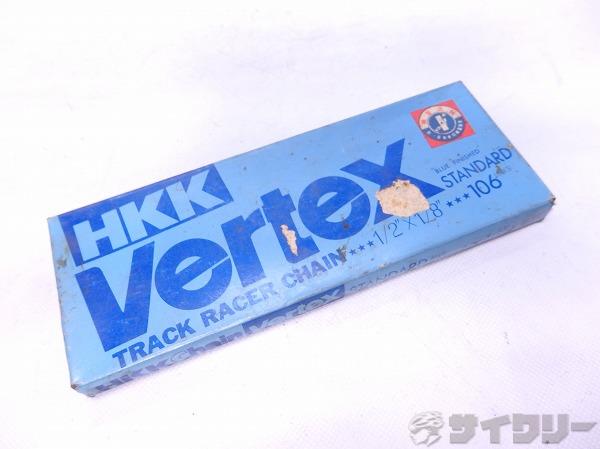 HKK
Vertex
TRACK RACER CHAIN ★★★ 1/2" X 1/8" ★★★ 106
"BLUE FINISHED"
STANDARD
HKK Chain Vertex STANDARD
サイクリー